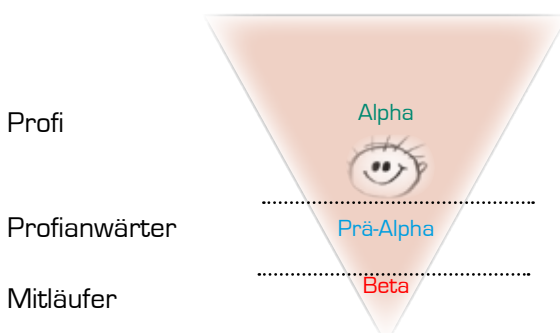 Alpha
Profi
Profianwärter
Prä-Alpha
Beta
Mitläufer